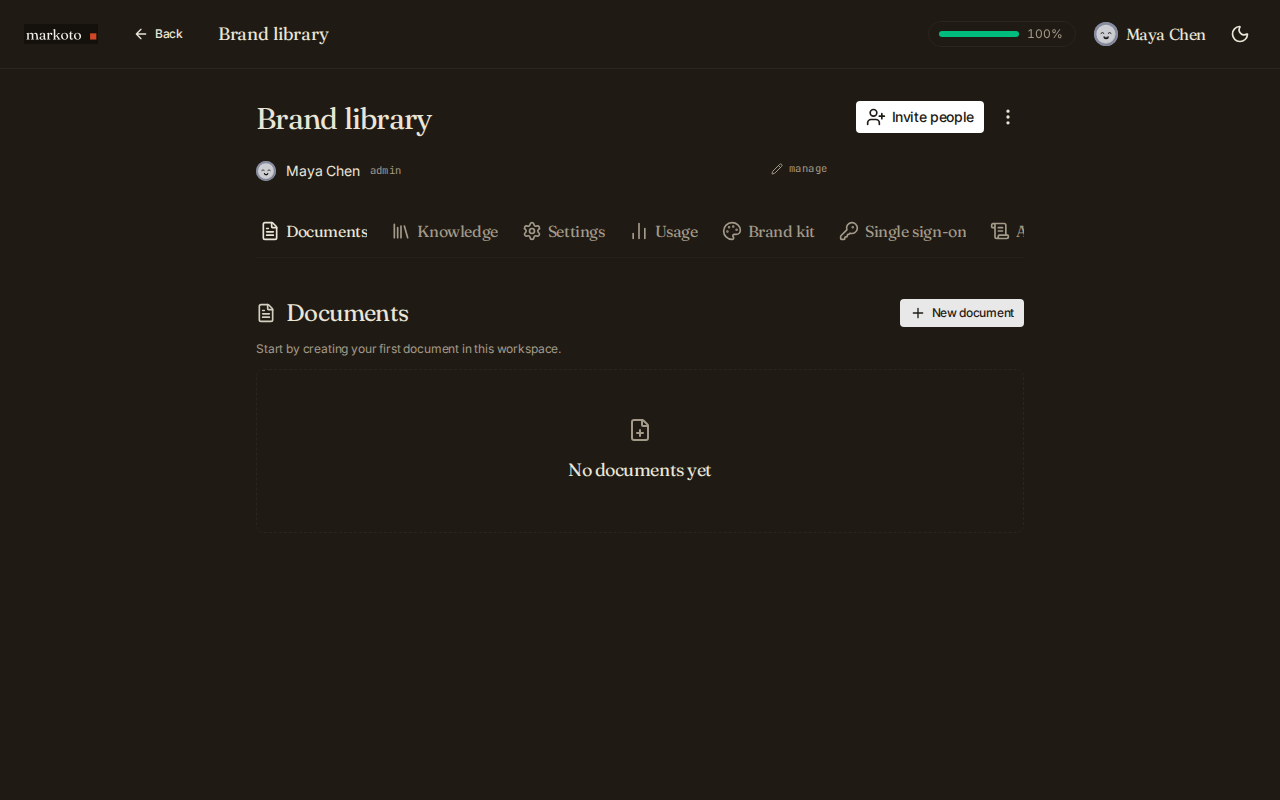 markoto
Back
Brand library
100%
Maya Chen
Brand library
Invite people
Maya Chen admin
manage
Documents
Knowledge
Settings
Usage
Brand kit
Single sign-on
Documents
New document
Start by creating your first document in this workspace.
No documents yet